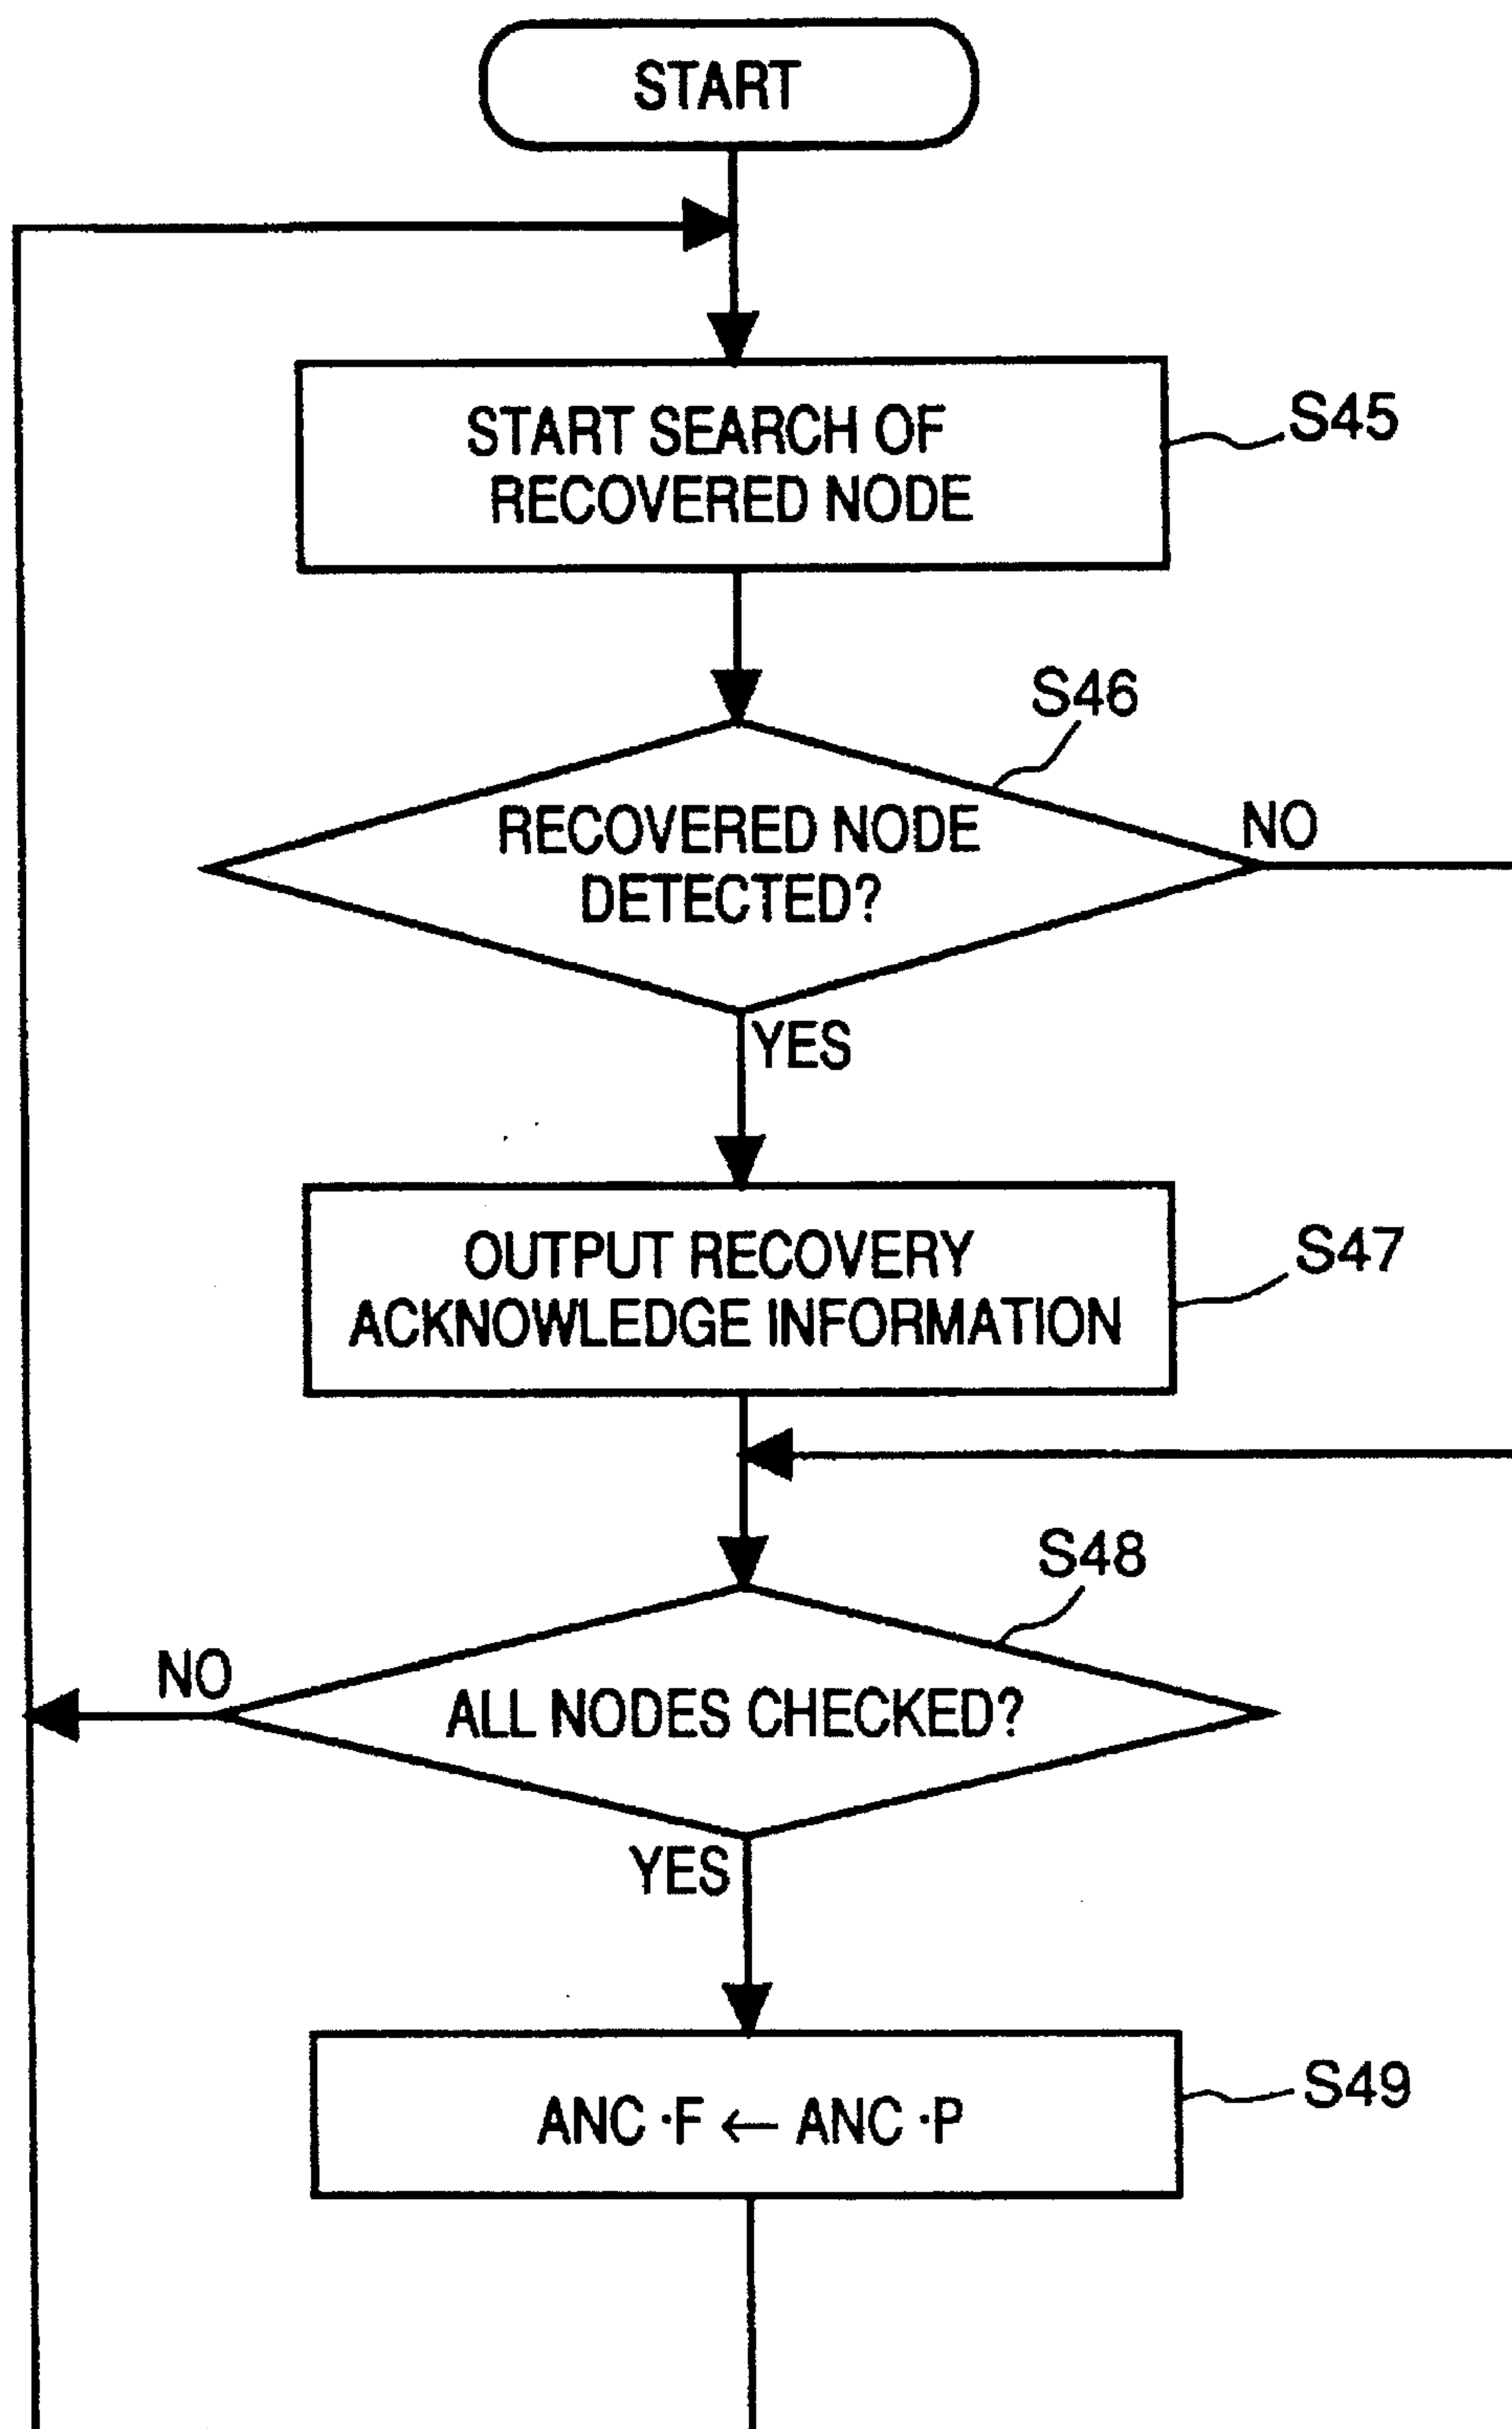 START
START SEARCH OF
RECOVERED NODE
S45
S46
RECOVERED NODE
DETECTED?
NO
YES
OUTPUT RECOVERY
ACKNOWLEDGE INFORMATION
S47
S48
NO
ALL NODES CHECKED?
YES
ANC ·F ← ANC ·P
S49